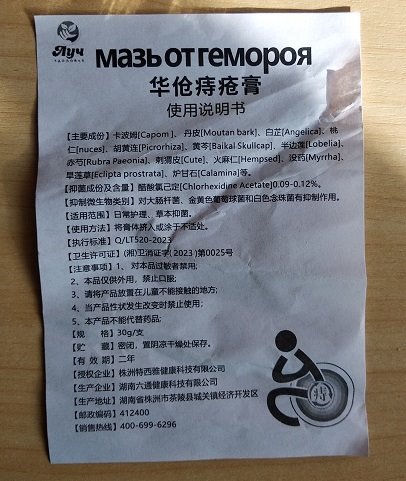 Луч
ЗДОРОВЬЕ
мазь от гемороя
华佗痔疮膏
使用说明书
【主要成份】卡波姆[Capom]、丹皮[Moutan bark]、白芷[Angelica]、桃
仁[nuces]、胡黄连[Picrorhiza]、黄芩[Baikal Skullcap]、半边莲[Lobelia]、
赤芍[Rubra Paeonia]、刺猬皮[Cute]、火麻仁[Hempsed]、没药[Myrrha]、
旱莲草[Eclipta prostrata]、炉甘石[Calamina]等。
【抑菌成份及含量】醋酸氯己定[Chlorhexidine Acetate]0.09-0.12%。
【抑制微生物类别】对大肠杆菌、金黄色葡萄球菌和白色念珠菌有抑制作用。
【适用范围】日常护理、草本抑菌。
【使用方法】将膏体挤入或涂于不适处。
【执行标准】Q/LT520-2023
【卫生许可证】(湘)卫消证字(2023)第0025号
【注意事项】1、对本品过敏者禁用;
2、本品仅供外用，禁止口服;
3、请将产品放置在儿童不能接触的地方;
4、当产品性状发生改变时禁止使用;
5、本产品不能代替药品;
【规 格】30g/支
【贮 藏】密闭，置阴凉干燥处保存。
【有 效 期】二年
【授权企业】株洲特西雅健康科技有限公司
【生产企业】湖南六通健康科技有限公司
【生产地址】湖南省株洲市茶陵县城关镇经济开发区
【邮政编码】412400
【销售热线】400-699-6296
痔